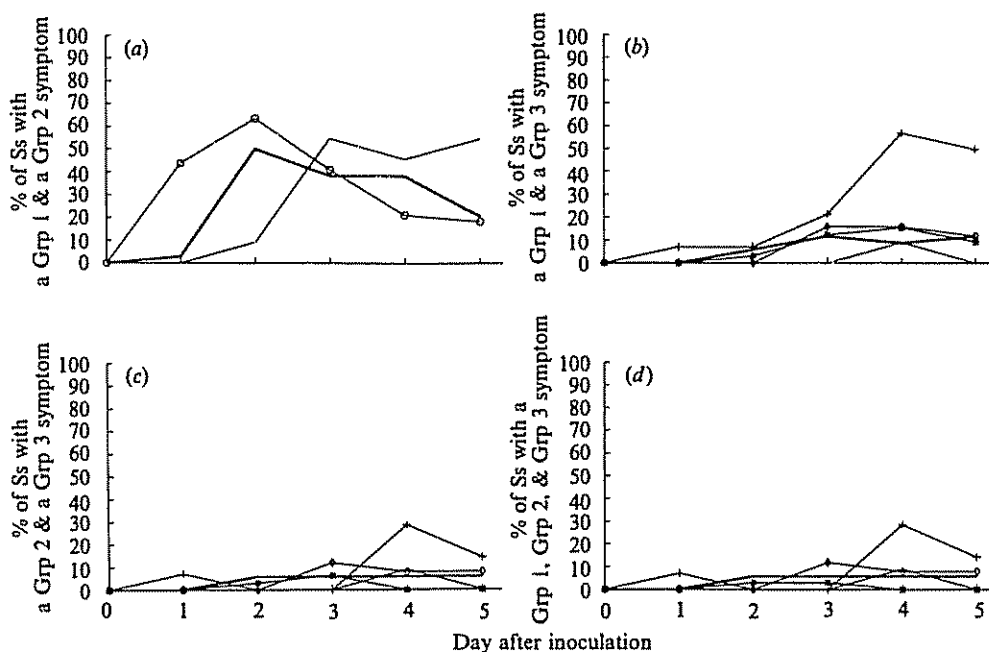 % of Ss with
a Grp 1 & a Grp 2 symptom
100
90
80
70
60
50
40
30
20
10
0
(a)
% of Ss with
a Grp 1 & a Grp 3 symptom
100
90
80
70
60
50
40
30
20
10
0
(b)
% of Ss with
a Grp 2 & a Grp 3 symptom
100
90
80
70
60
50
40
30
20
10
0
(c)
0 1 2 3 4 5
% of Ss with a
Grp 1, Grp 2, & Grp 3 symptom
100
90
80
70
60
50
40
30
20
10
0
(d)
0 1 2 3 4 5
Day after inoculation